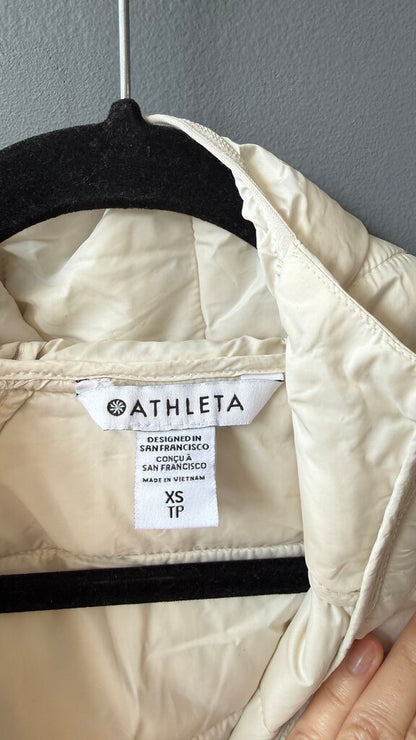 ATHLETA
DESIGNED IN
SAN FRANCISCO
CONÇU À
SAN FRANCISCO
MADE IN VIETNAM
XS
TP